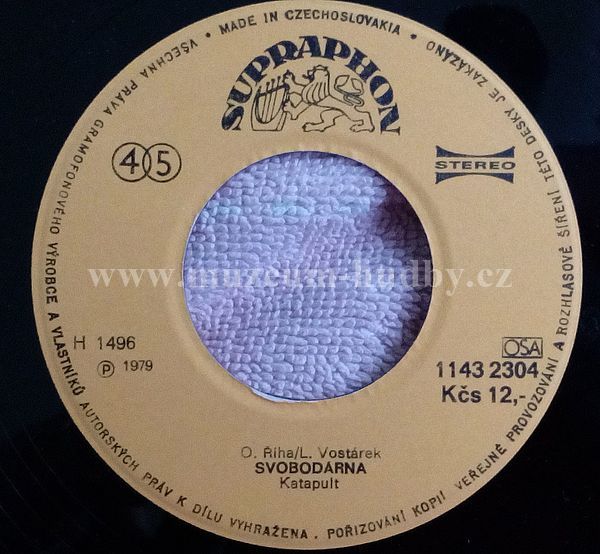 VŠECHNA PRÁVA GRAMOFONOVÉHO VÝROBCE A VLASTNÍKŮ AUTORSKÝCH PRÁV K DÍLU VYHRAŽENA. POŘIZOVÁNÍ KOPIÍ VEŘEJNÉ PROVOZOVÁNÍ A ROZHLASOVÉ ŠÍŘENÍ TÉTO DESKY JE ZAKÁZÁNO • MADE IN CZECHOSLOVAKIA •
SUPRAPHON
45
STEREO
www.muzeum-hudby.cz
H 1496
Ⓟ 1979
OSA
1143 2304
Kčs 12,-
O. Říha/L. Vostárek
SVOBODÁRNA
Katapult